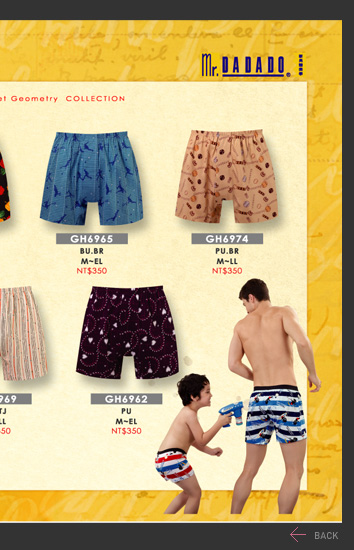 Mr. DADADO®
et Geometry COLLECTION
GH6965
BU.BR
M~EL
NT$350
GH6974
PU.BR
M~LL
NT$350
969
TJ
LL
350
GH6962
PU
M~EL
NT$350
BACK